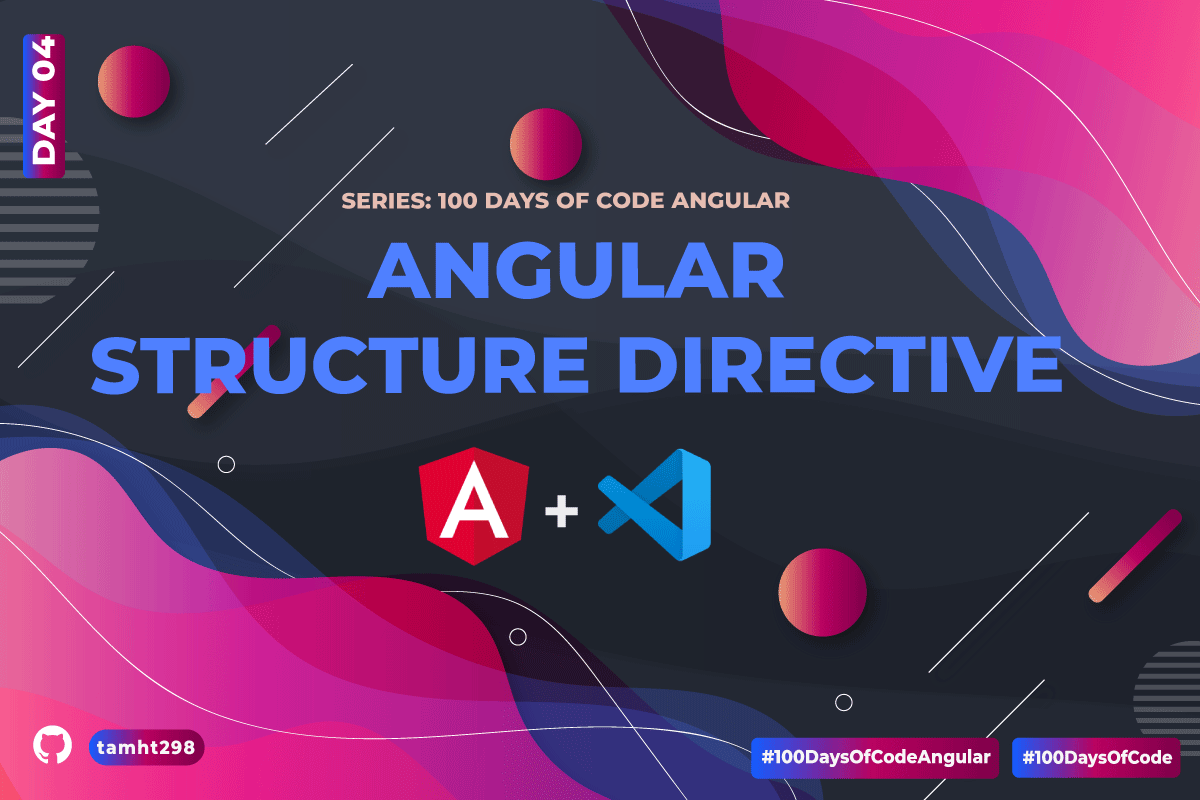 DAY 04
SERIES: 100 DAYS OF CODE ANGULAR
ANGULAR
STRUCTURE DIRECTIVE
A
+
tamht298
#100DaysOfCodeAngular
#100DaysOfCode